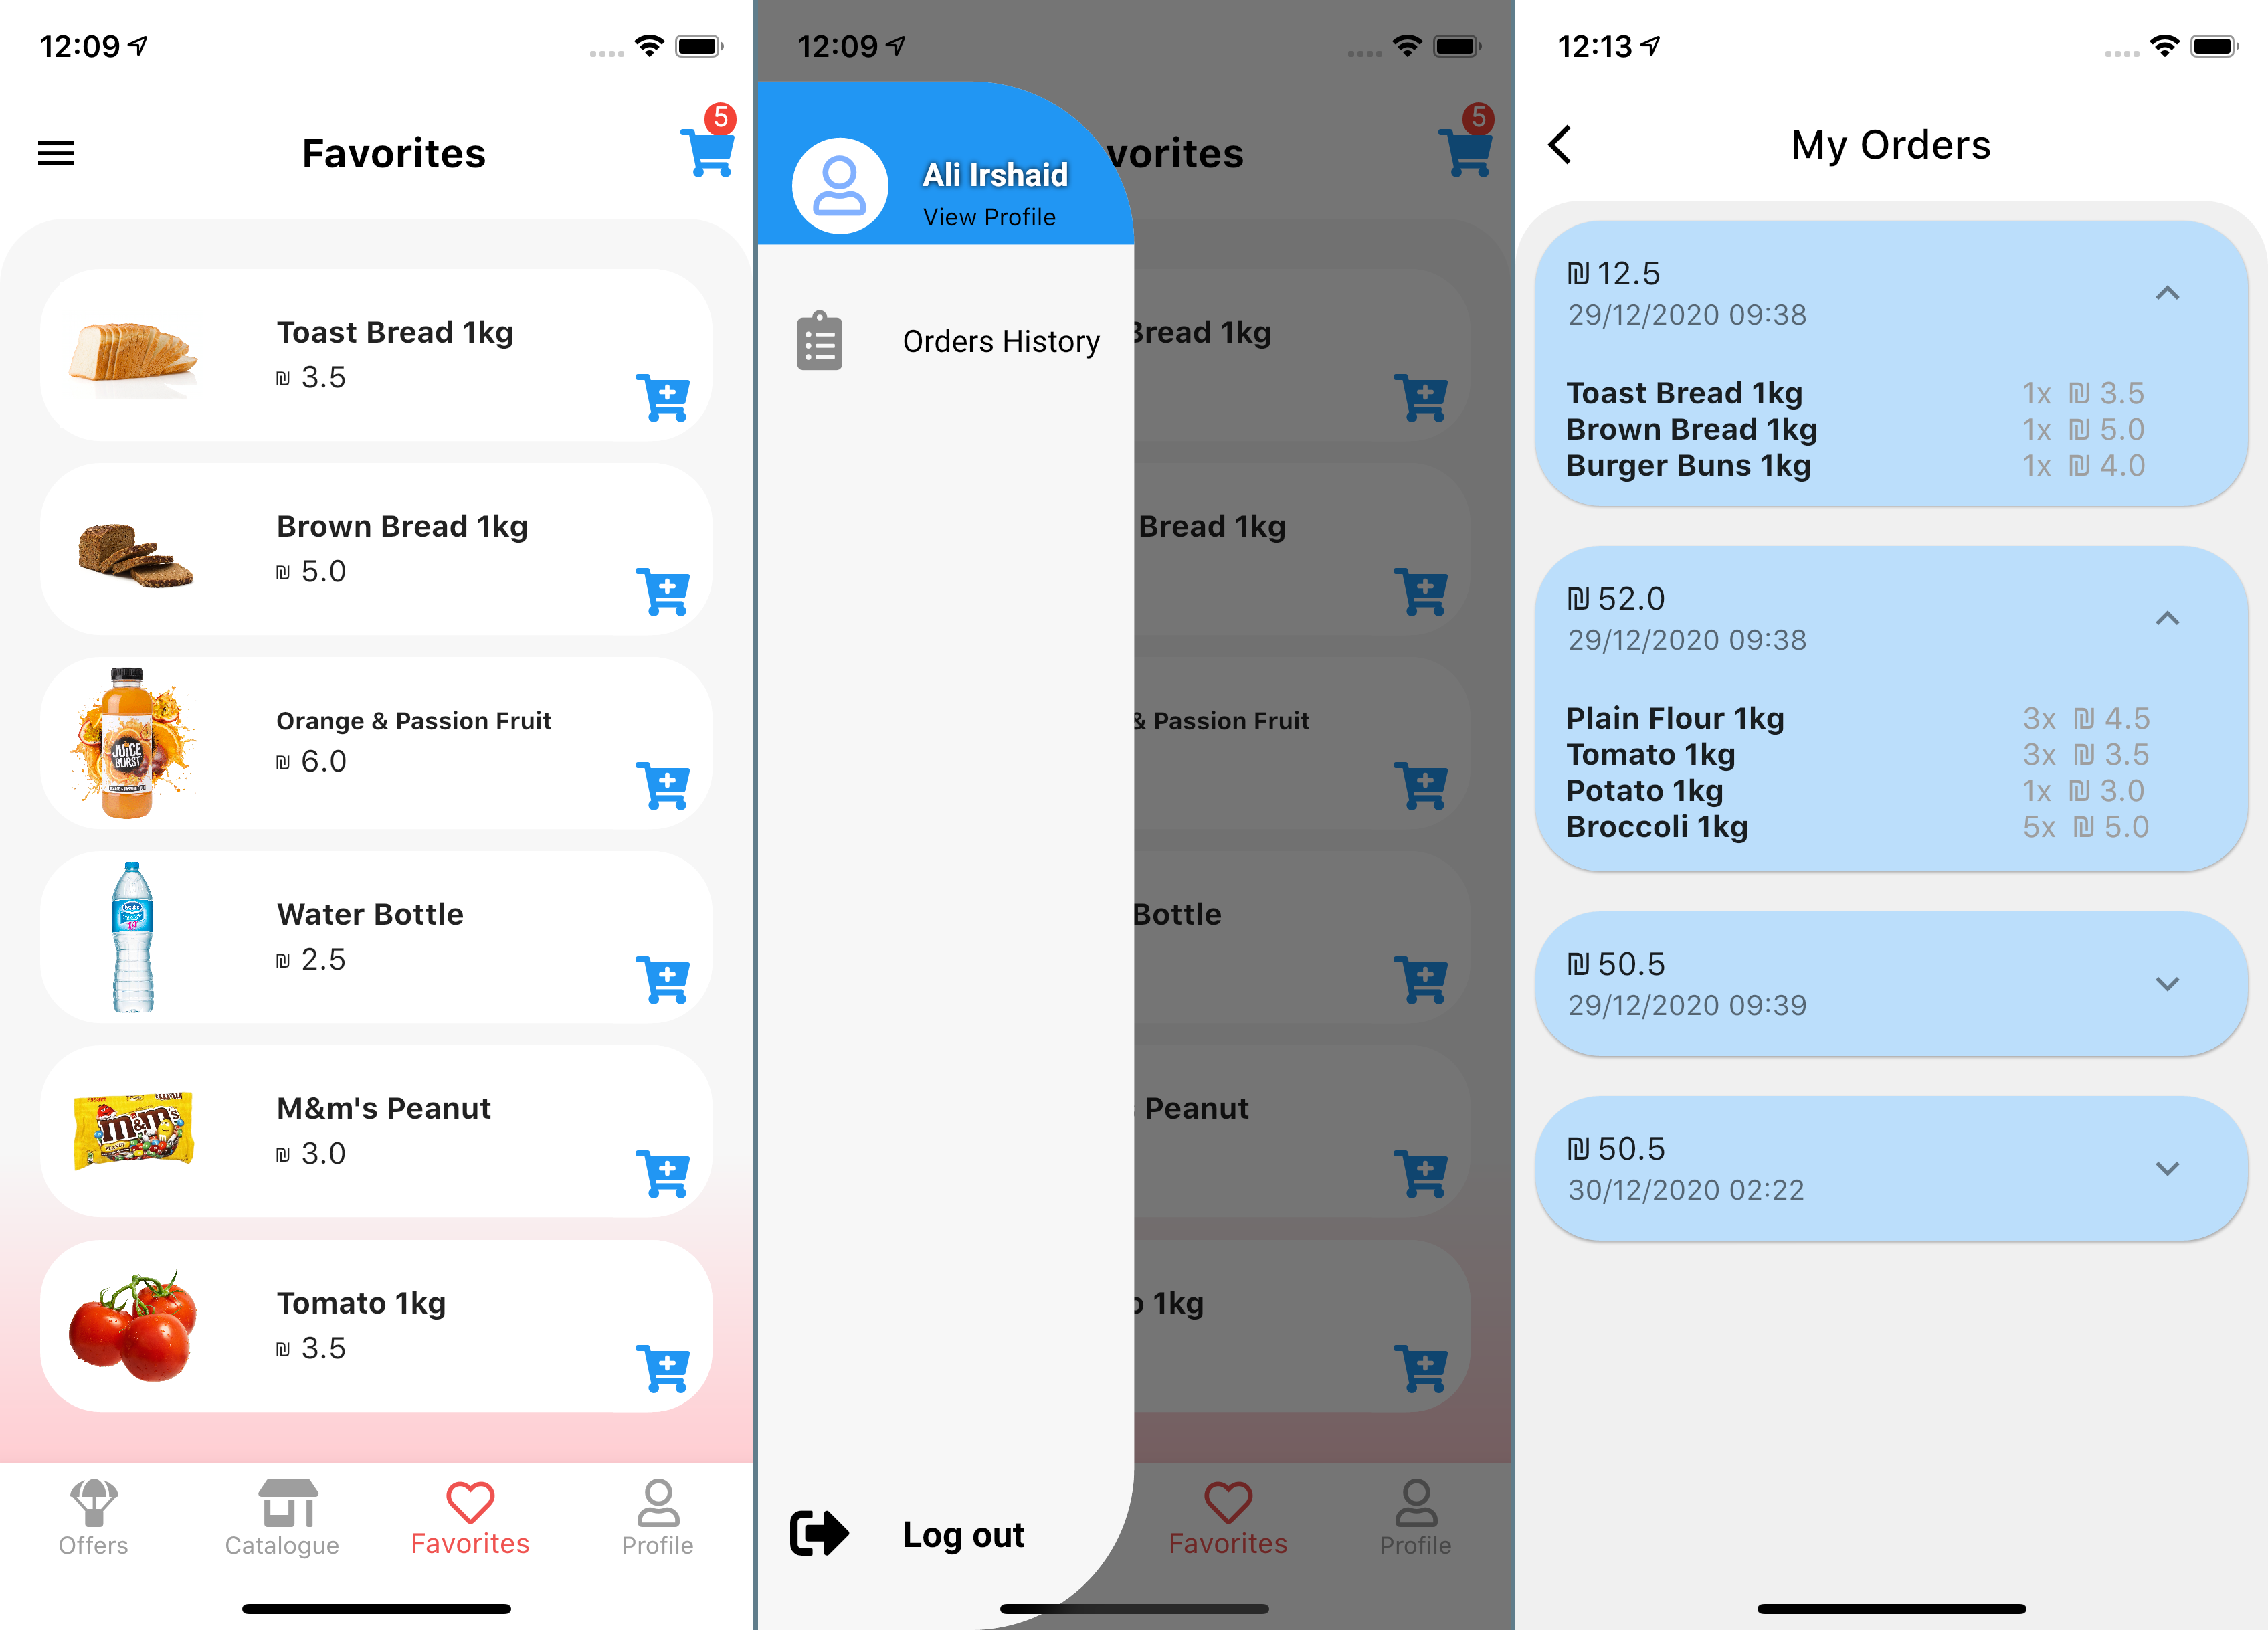 12:09
Favorites
5
Toast Bread 1kg
₪ 3.5
Brown Bread 1kg
₪ 5.0
JUICE
BURST
Orange & Passion Fruit
₪ 6.0
Water Bottle
₪ 2.5
m&m's
M&m's Peanut
₪ 3.0
Tomato 1kg
₪ 3.5
Offers
Catalogue
Favorites
Profile
12:09
vorites
5
Ali Irshaid
View Profile
Orders History
Bread 1kg
Bread 1kg
& Passion Fruit
Bottle
Peanut
o 1kg
Log out
Favorites
Profile
12:13
My Orders
₪ 12.5
29/12/2020 09:38
Toast Bread 1kg 1x ₪ 3.5
Brown Bread 1kg 1x ₪ 5.0
Burger Buns 1kg 1x ₪ 4.0
₪ 52.0
29/12/2020 09:38
Plain Flour 1kg 3x ₪ 4.5
Tomato 1kg 3x ₪ 3.5
Potato 1kg 1x ₪ 3.0
Broccoli 1kg 5x ₪ 5.0
₪ 50.5
29/12/2020 09:39
₪ 50.5
30/12/2020 02:22